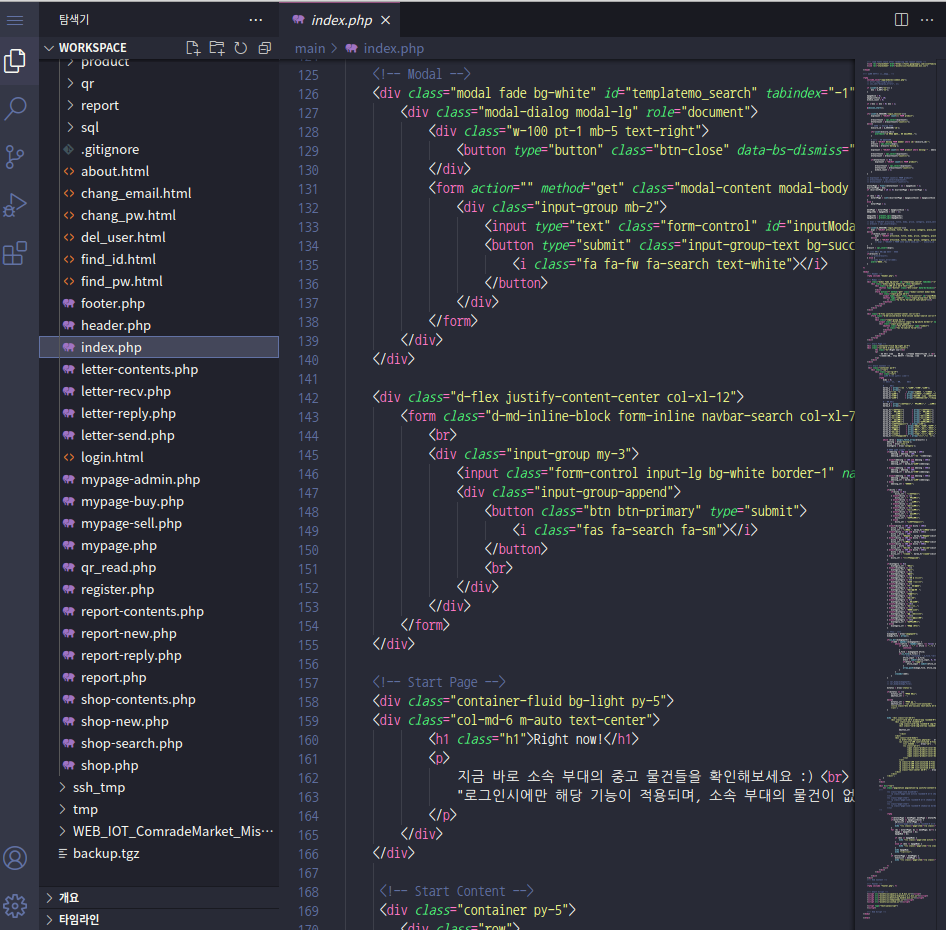 탐색기 ···
index.php ×
WORKSPACE
main > index.php
product
qr
report
sql
.gitignore
about.html
chang_email.html
chang_pw.html
del_user.html
find_id.html
find_pw.html
footer.php
header.php
index.php
letter-contents.php
letter-recv.php
letter-reply.php
letter-send.php
login.html
mypage-admin.php
mypage-buy.php
mypage-sell.php
mypage.php
qr_read.php
register.php
report-contents.php
report-new.php
report-reply.php
report.php
shop-contents.php
shop-new.php
shop-search.php
shop.php
ssh_tmp
tmp
WEB_IOT_ComradeMarket_Mis···
backup.tgz
개요
타임라인
125 <!-- Modal -->
126 <div class="modal fade bg-white" id="templatemo_search" tabindex="-1"
127 <div class="modal-dialog modal-lg" role="document">
128 <div class="w-100 pt-1 mb-5 text-right">
129 <button type="button" class="btn-close" data-bs-dismiss="
130 </div>
131 <form action="" method="get" class="modal-content modal-body
132 <div class="input-group mb-2">
133 <input type="text" class="form-control" id="inputModa
134 <button type="submit" class="input-group-text bg-succ
135 <i class="fa fa-fw fa-search text-white"></i>
136 </button>
137 </div>
138 </form>
139 </div>
140 </div>
141
142 <div class="d-flex justify-content-center col-xl-12">
143 <form class="d-md-inline-block form-inline navbar-search col-xl-7
144 <br>
145 <div class="input-group my-3">
146 <input class="form-control input-lg bg-white border-1" na
147 <div class="input-group-append">
148 <button class="btn btn-primary" type="submit">
149 <i class="fas fa-search fa-sm"></i>
150 </button>
151 <br>
152 </div>
153 </div>
154 </form>
155 </div>
156
157 <!-- Start Page -->
158 <div class="container-fluid bg-light py-5">
159 <div class="col-md-6 m-auto text-center">
160 <h1 class="h1">Right now!</h1>
161 <p>
162 지금 바로 소속 부대의 중고 물건들을 확인해보세요 :) <br>
163 "로그인시에만 해당 기능이 적용되며, 소속 부대의 물건이 없
164 </p>
165 </div>
166 </div>
167
168 <!-- Start Content -->
169 <div class="container py-5">
170 <div class="row">